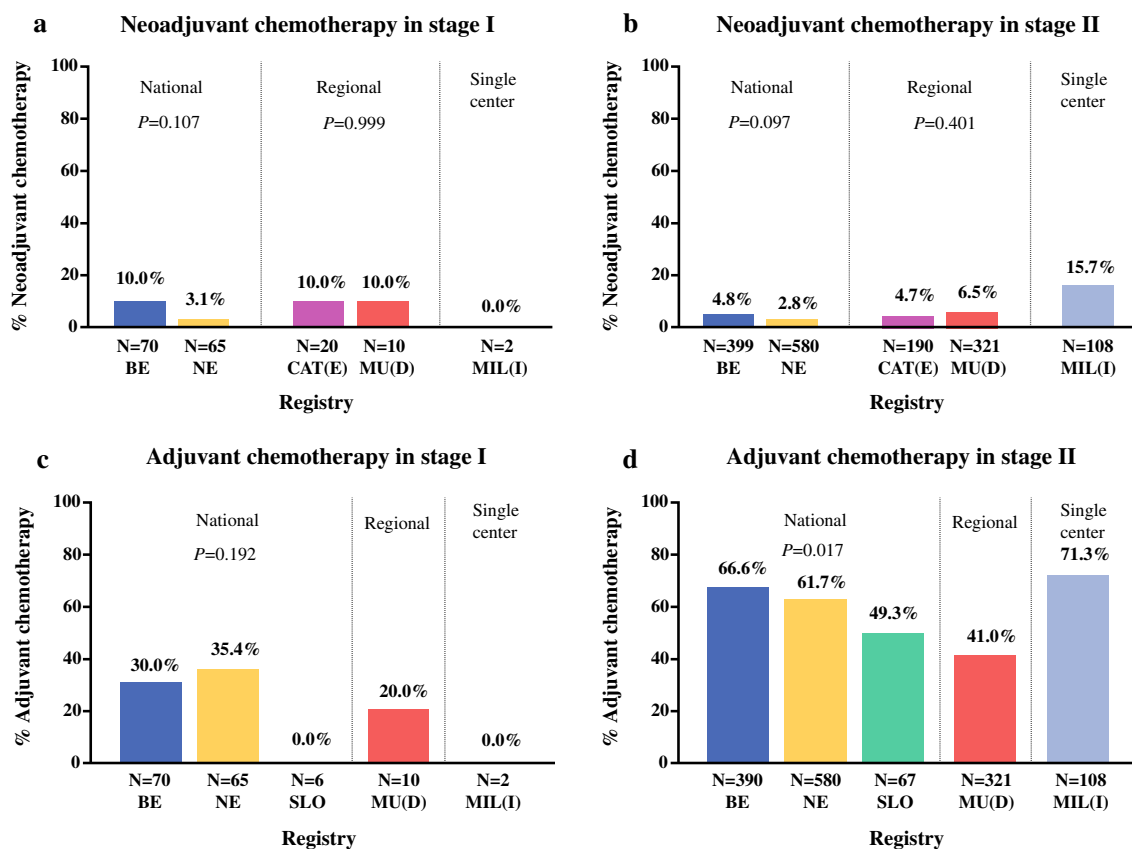 a Neoadjuvant chemotherapy in stage I
% Neoadjuvant chemotherapy
100
80
60
40
20
0
National
P=0.107
Regional
P=0.999
Single
center
10.0%
3.1%
10.0%
10.0%
0.0%
N=70 N=65 N=20 N=10 N=2
BE NE CAT(E) MU(D) MIL(I)
Registry
b Neoadjuvant chemotherapy in stage II
% Neoadjuvant chemotherapy
100
80
60
40
20
0
National
P=0.097
Regional
P=0.401
Single
center
4.8%
2.8%
4.7%
6.5%
15.7%
N=399 N=580 N=190 N=321 N=108
BE NE CAT(E) MU(D) MIL(I)
Registry
c Adjuvant chemotherapy in stage I
% Adjuvant chemotherapy
100
80
60
40
20
0
National
P=0.192
Regional
Single
center
30.0%
35.4%
0.0%
20.0%
0.0%
N=70 N=65 N=6 N=10 N=2
BE NE SLO MU(D) MIL(I)
Registry
d Adjuvant chemotherapy in stage II
% Adjuvant chemotherapy
100
80
60
40
20
0
National
P=0.017
Regional
Single
center
66.6%
61.7%
49.3%
41.0%
71.3%
N=390 N=580 N=67 N=321 N=108
BE NE SLO MU(D) MIL(I)
Registry